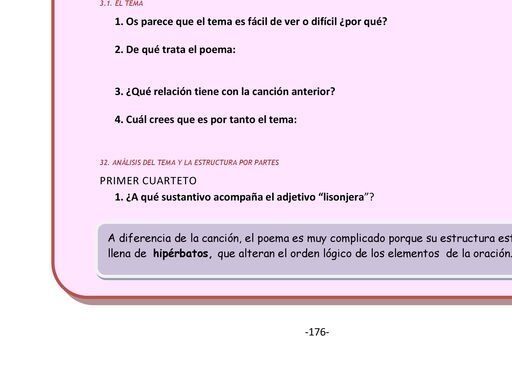 3.1. EL TEMA
1. Os parece que el tema es fácil de ver o difícil ¿por qué?
2. De qué trata el poema:
3. ¿Qué relación tiene con la canción anterior?
4. Cuál crees que es por tanto el tema:
32. ANÁLISIS DEL TEMA Y LA ESTRUCTURA POR PARTES
PRIMER CUARTETO
1. ¿A qué sustantivo acompaña el adjetivo “lisonjera”?
A diferencia de la canción, el poema es muy complicado porque su estructura est
llena de hipérbatos, que alteran el orden lógico de los elementos de la oración.
-176-